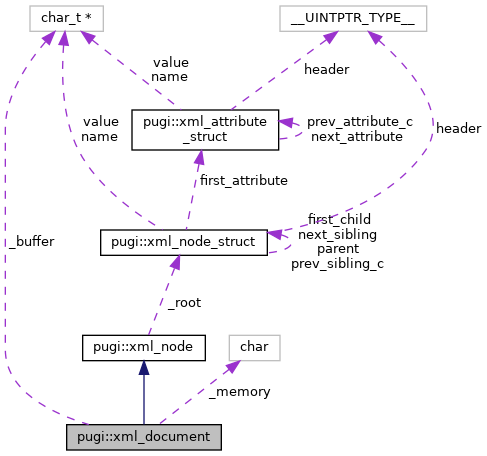 char_t *
__UINTPTR_TYPE__
value
name
header
pugi::xml_attribute
_struct
prev_attribute_c
next_attribute
value
name
header
first_attribute
first_child
next_sibling
parent
prev_sibling_c
pugi::xml_node_struct
_buffer
_root
pugi::xml_node
char
_memory
pugi::xml_document